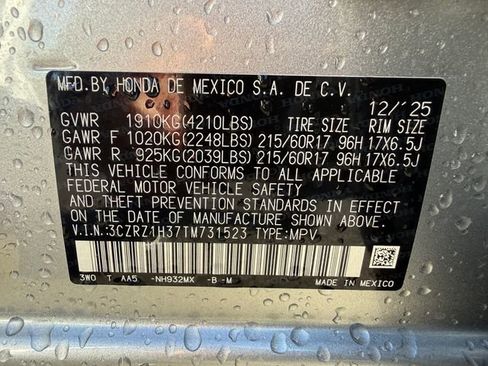 MFD. BY HONDA DE MEXICO S.A. DE C.V.
12/'25
GVWR 1910KG(4210LBS) TIRE SIZE RIM SIZE
GAWR F 1020KG(2248LBS) 215/60R17 96H 17X6.5J
GAWR R 925KG(2039LBS) 215/60R17 96H 17X6.5J
THIS VEHICLE CONFORMS TO ALL APPLICABLE
FEDERAL MOTOR VEHICLE SAFETY
AND THEFT PREVENTION STANDARDS IN EFFECT ON
THE DATE OF MANUFACTURE SHOWN ABOVE.
V.I.N.:3CZRZ1H37TM731523 TYPE:MPV
3WO T AA5 -NH932MX -B -M
MADE IN MEXICO